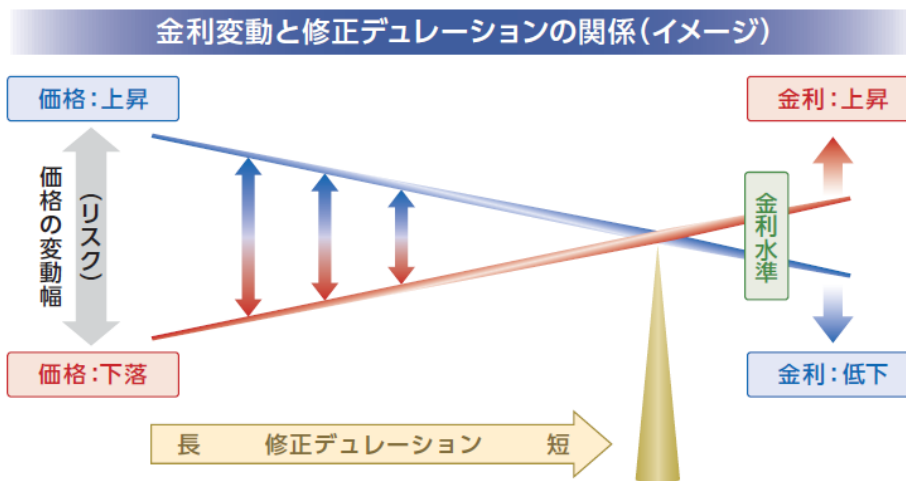 金利変動と修正デュレーションの関係(イメージ)
価格:上昇
金利:上昇
価格の変動幅
(リスク)
金利水準
価格:下落
金利:低下
長 修正デュレーション 短